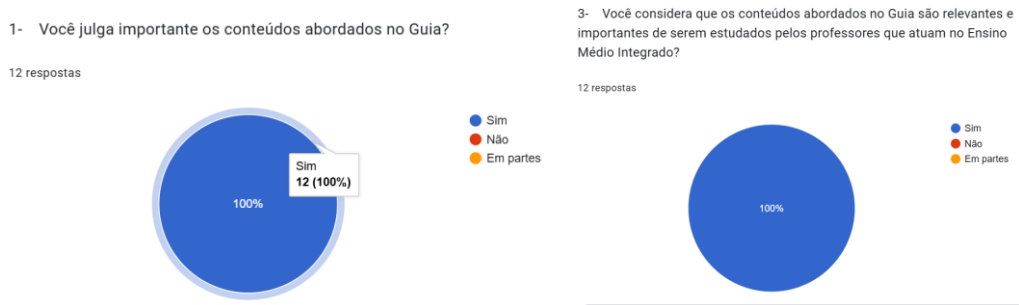 1- Você julga importante os conteúdos abordados no Guia?
12 respostas
Sim
Não
Em partes
Sim
12 (100%)
100%
3- Você considera que os conteúdos abordados no Guia são relevantes e
importantes de serem estudados pelos professores que atuam no Ensino
Médio Integrado?
12 respostas
Sim
Não
Em partes
100%